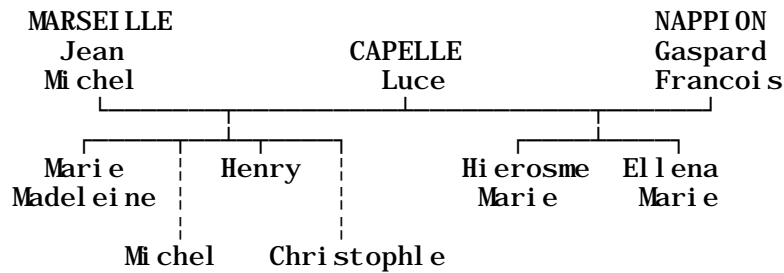 MARSEILLE NAPPION
Jean CAPELLE Gaspard
Michel Luce Francois
Marie Henry Hierosme Ellena
Madeleine Marie Marie
Michel Christophle